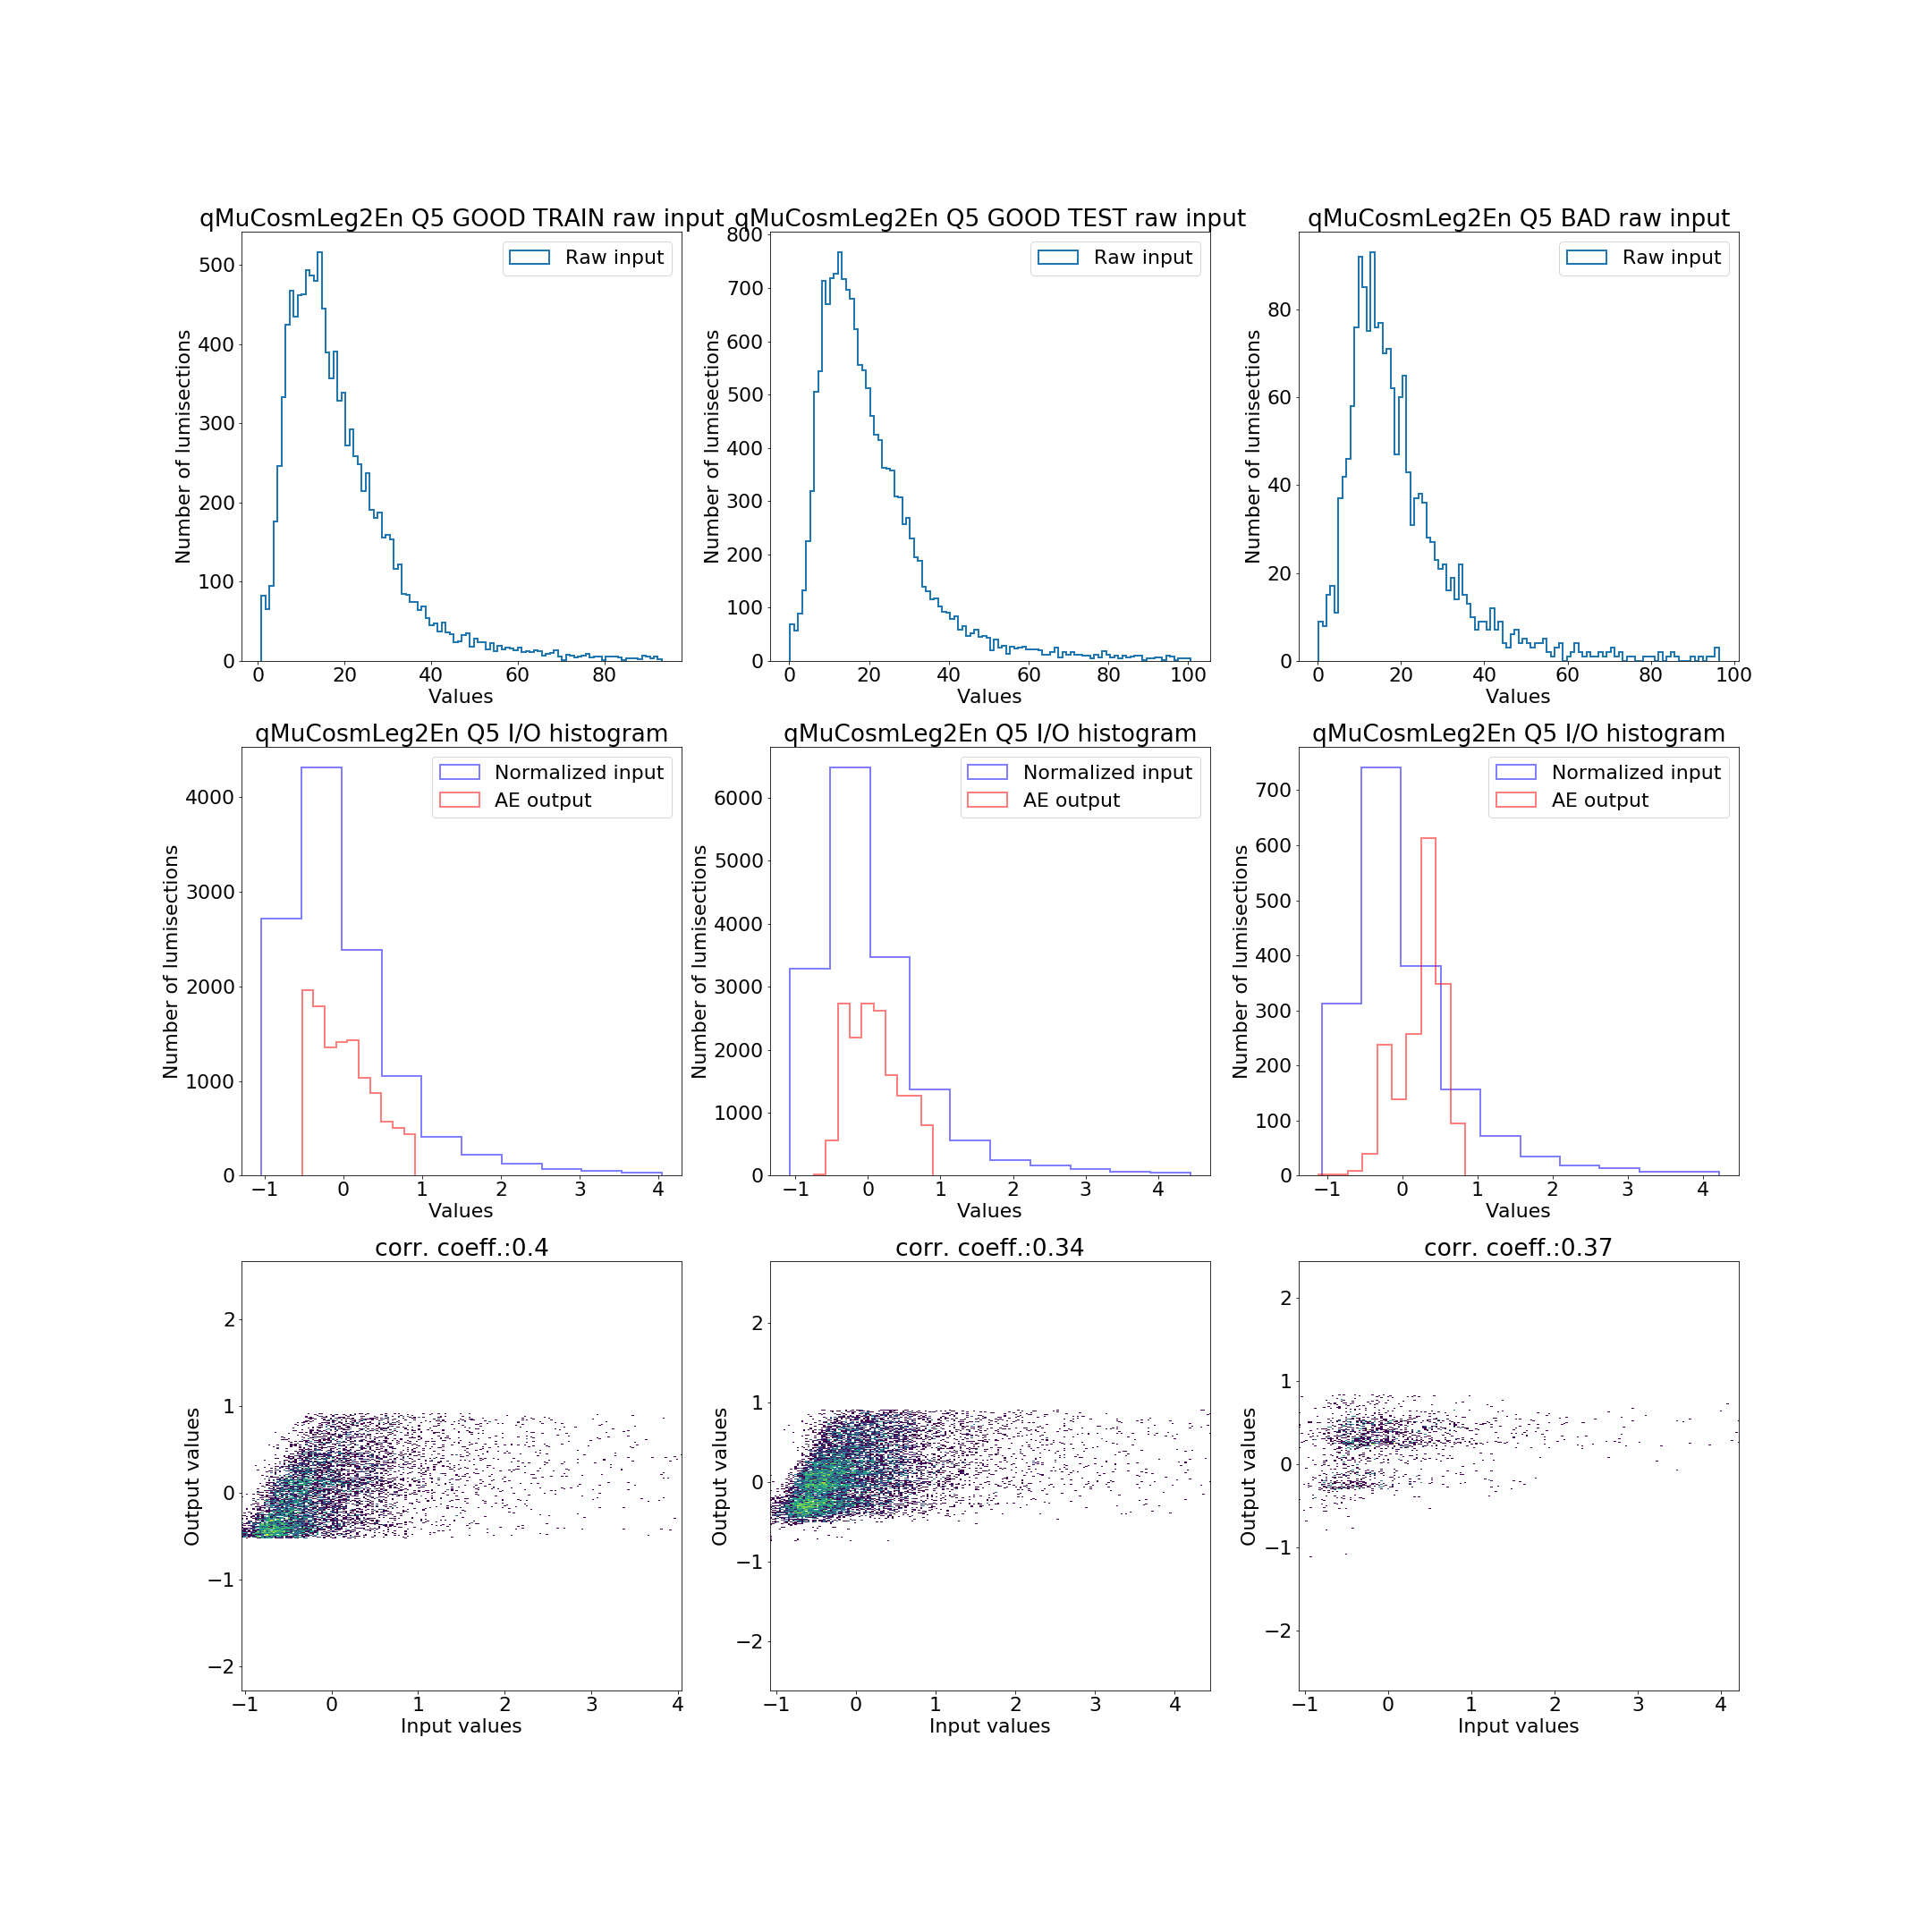 qMuCosmLeg2En Q5 GOOD TRAIN raw input
Number of lumisections
500
400
300
200
100
0
Raw input
0 20 40 60 80
Values
qMuCosmLeg2En Q5 GOOD TEST raw input
Number of lumisections
800
700
600
500
400
300
200
100
0
Raw input
0 20 40 60 80 100
Values
qMuCosmLeg2En Q5 BAD raw input
Number of lumisections
80
60
40
20
0
Raw input
0 20 40 60 80 100
Values
qMuCosmLeg2En Q5 I/O histogram
Number of lumisections
4000
3000
2000
1000
0
Normalized input
AE output
−1 0 1 2 3 4
Values
qMuCosmLeg2En Q5 I/O histogram
Number of lumisections
6000
5000
4000
3000
2000
1000
0
Normalized input
AE output
−1 0 1 2 3 4
Values
qMuCosmLeg2En Q5 I/O histogram
Number of lumisections
700
600
500
400
300
200
100
0
Normalized input
AE output
−1 0 1 2 3 4
Values
corr. coeff.:0.4
Output values
2
1
0
−1
−2
−1 0 1 2 3 4
Input values
corr. coeff.:0.34
Output values
2
1
0
−1
−2
−1 0 1 2 3 4
Input values
corr. coeff.:0.37
Output values
2
1
0
−1
−2
−1 0 1 2 3 4
Input values